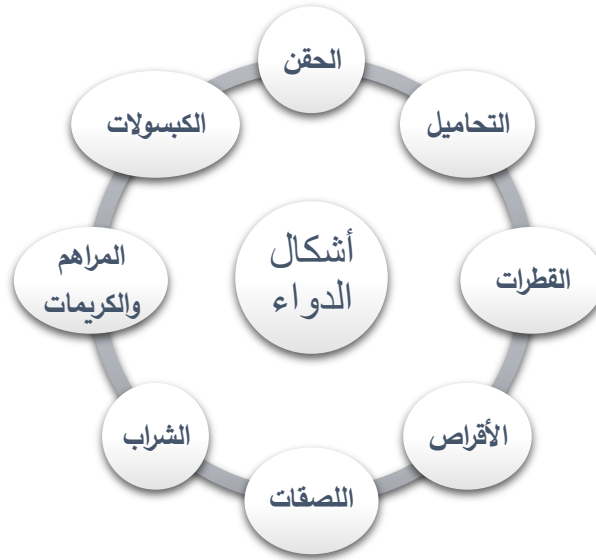 أشكال
الدواء
الحقن
التحاميل
القطرات
الأقراص
اللصقات
الشراب
المراهم
والكريمات
الكبسولات